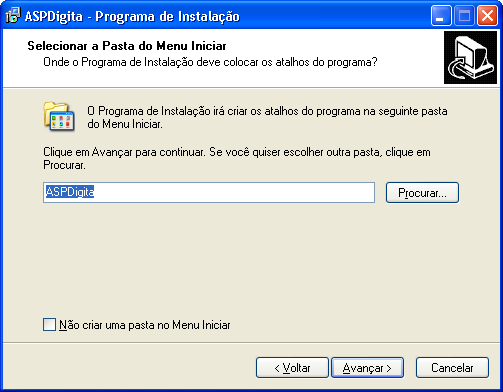 ASPDigita - Programa de Instalação
Selecionar a Pasta do Menu Iniciar
Onde o Programa de Instalação deve colocar os atalhos do programa?
O Programa de Instalação irá criar os atalhos do programa na seguinte pasta
do Menu Iniciar.
Clique em Avançar para continuar. Se você quiser escolher outra pasta, clique em
Procurar.
ASPDigita
Procurar...
Não criar uma pasta no Menu Iniciar
< Voltar
Avançar >
Cancelar